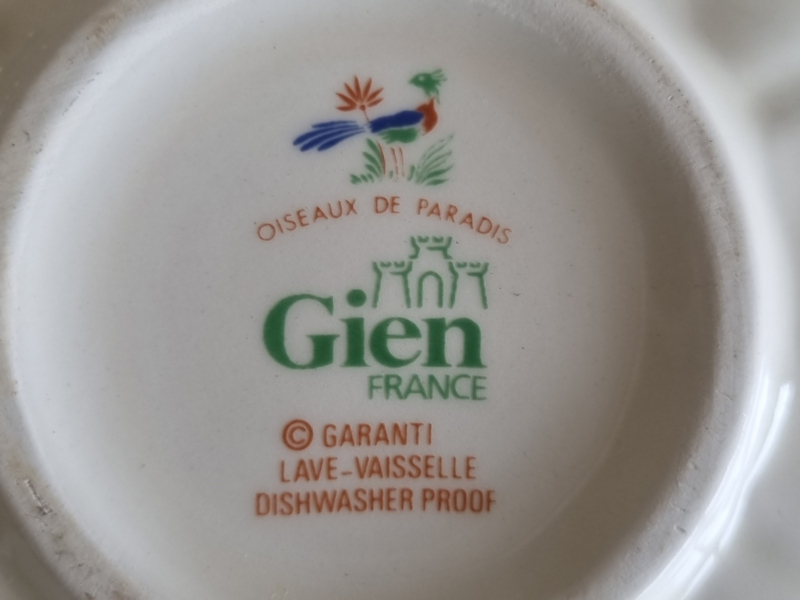 OISEAUX DE PARADIS
Gien
FRANCE
© GARANTI
LAVE-VAISSELLE
DISHWASHER PROOF